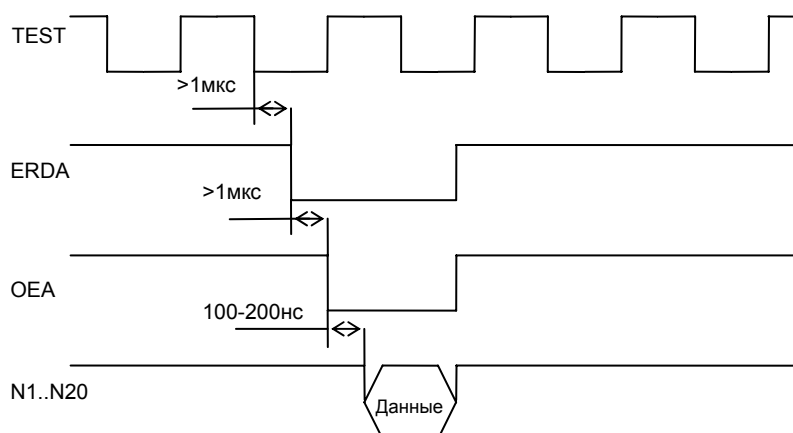 TEST
>1мкс
ERDA
>1мкс
OEA
100-200нс
N1..N20
Данные